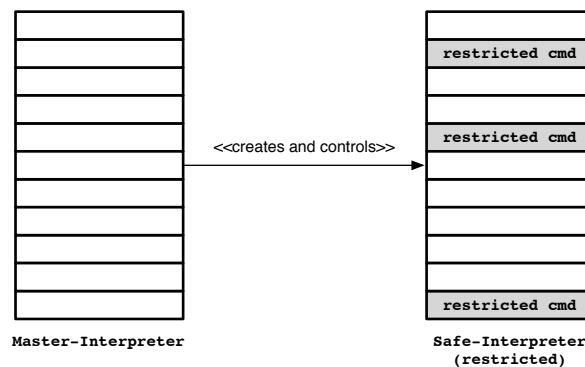 restricted cmd
restricted cmd
<<creates and controls>>
restricted cmd
Master-Interpreter
Safe-Interpreter
(restricted)